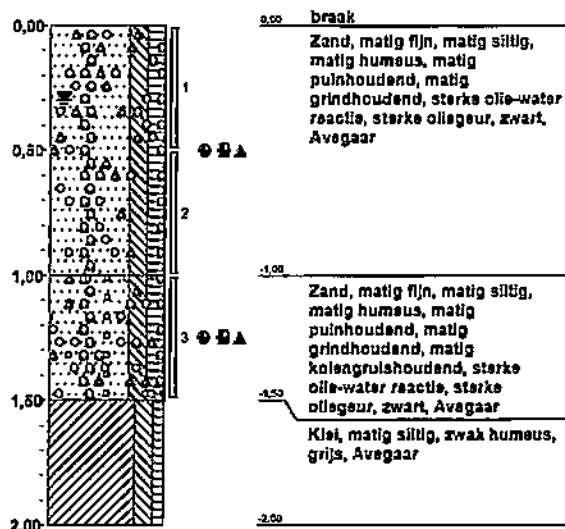 0,00
0,50
1,00
1,50
2,00
1
2
3
0,00 braak
Zand, matig fijn, matig siltig,
matig humeus, matig
puinhoudend, matig
grindhoudend, sterke olie-water
reactie, sterke oliegeur, zwart,
Avegaar
-1,00
Zand, matig fijn, matig siltig,
matig humeus, matig
puinhoudend, matig
grindhoudend, matig
kolengruishoudend, sterke
olie-water reactie, sterke
oliegeur, zwart, Avegaar
-1,50
Klei, matig siltig, zwak humeus,
grijs, Avegaar
-2,00